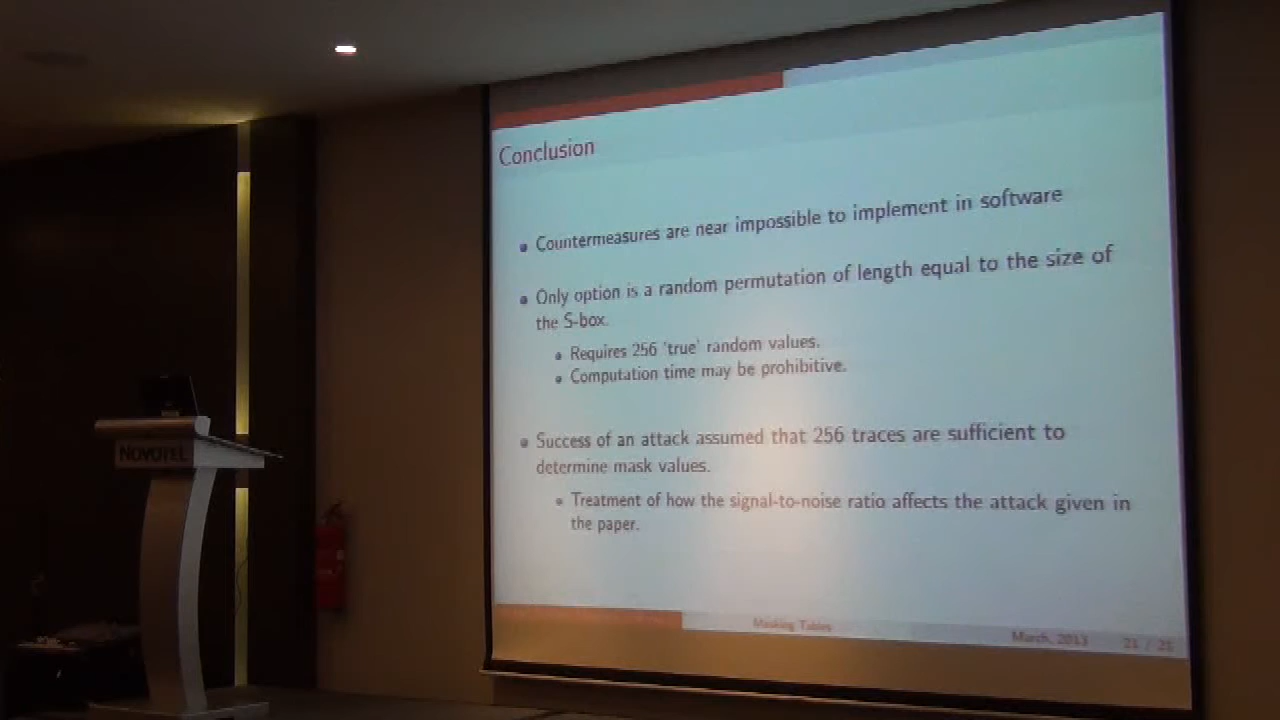 Conclusion
Countermeasures are near impossible to implement in software
Only option is a random permutation of length equal to the size of
the S-box.
Requires 256 'true' random values.
Computation time may be prohibitive.
Success of an attack assumed that 256 traces are sufficient to
determine mask values.
Treatment of how the signal-to-noise ratio affects the attack given in
the paper.
Masking Tables
March, 2013
21 / 21
NOVOTEL